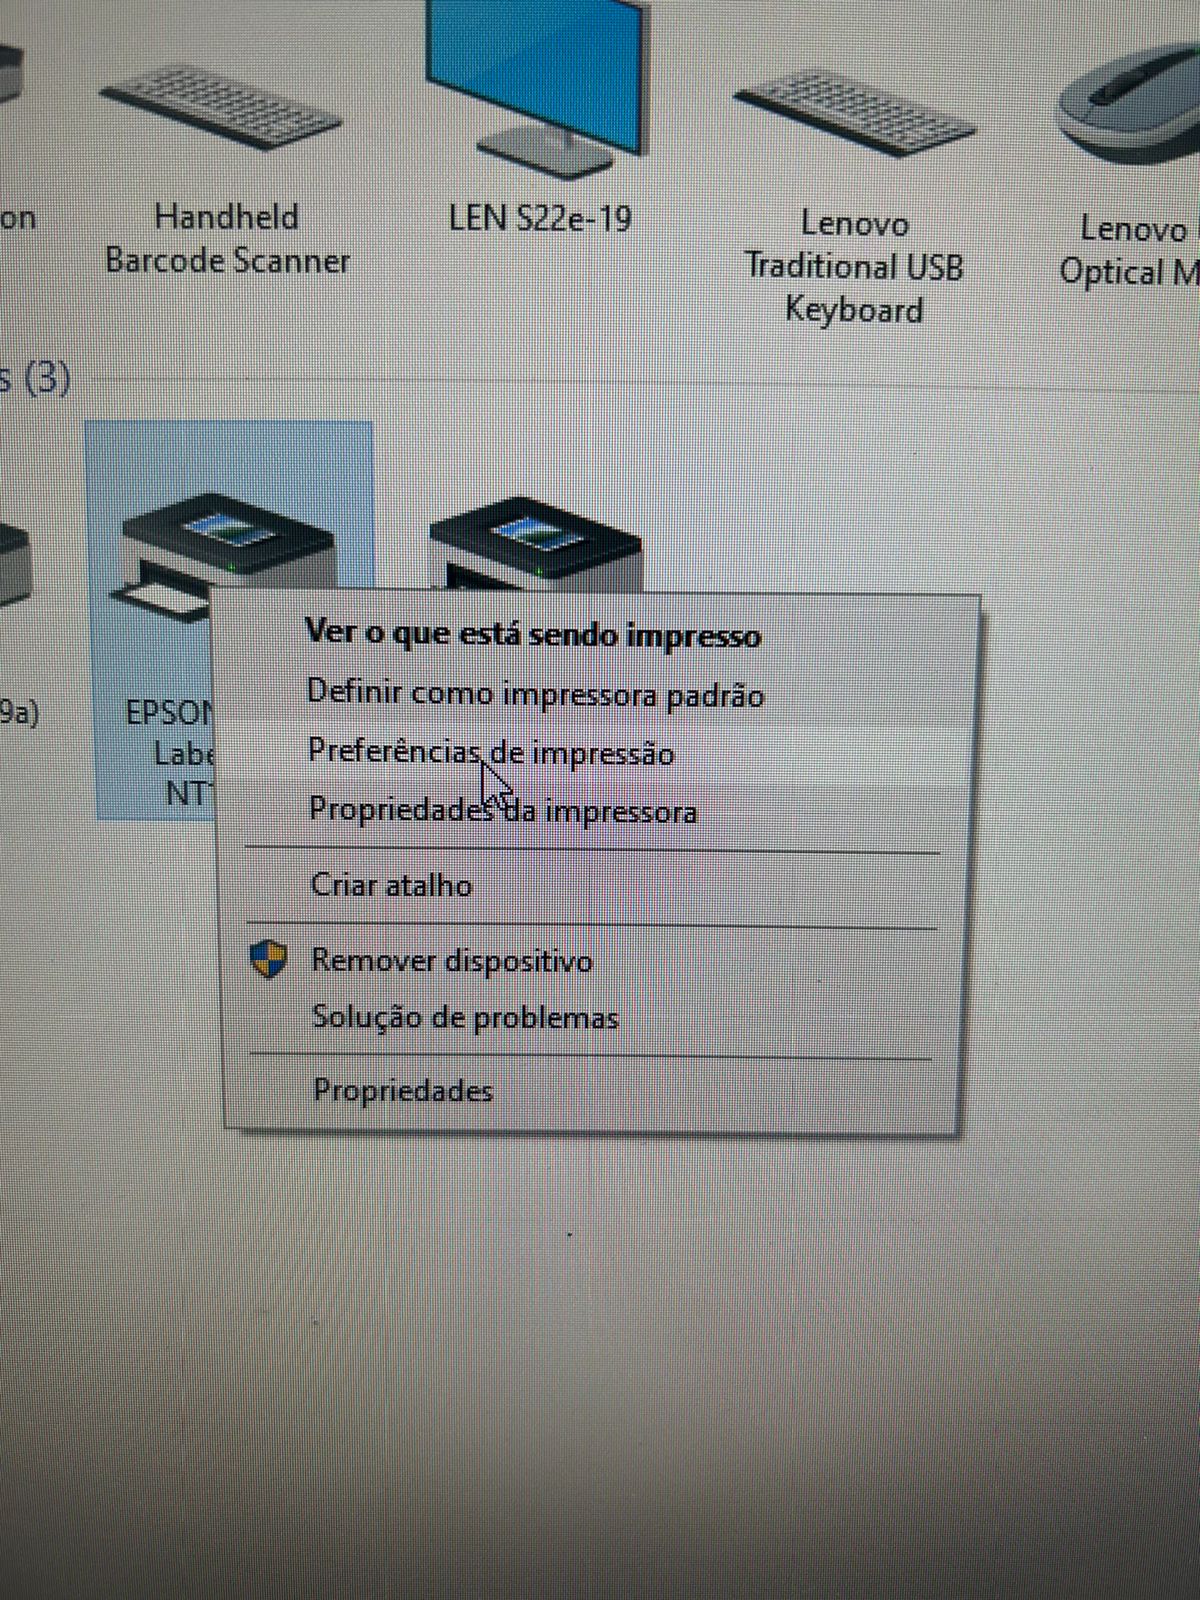 on
Handheld
Barcode Scanner
LEN S22e-19
Lenovo
Traditional USB
Keyboard
Lenovo
Optical M
s (3)
9a)
EPSON
Labe
NT
Ver o que está sendo impresso
Definir como impressora padrão
Preferências de impressão
Propriedades da impressora
Criar atalho
Remover dispositivo
Solução de problemas
Propriedades